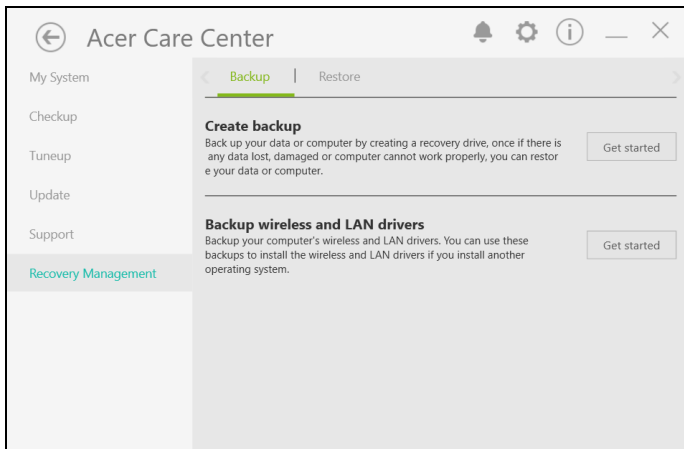 Acer Care Center
My System
Checkup
Tuneup
Update
Support
Recovery Management
Backup | Restore
Create backup
Back up your data or computer by creating a recovery drive, once if there is
any data lost, damaged or computer cannot work properly, you can restor
e your data or computer.
Get started
Backup wireless and LAN drivers
Backup your computer's wireless and LAN drivers. You can use these
backups to install the wireless and LAN drivers if you install another
operating system.
Get started